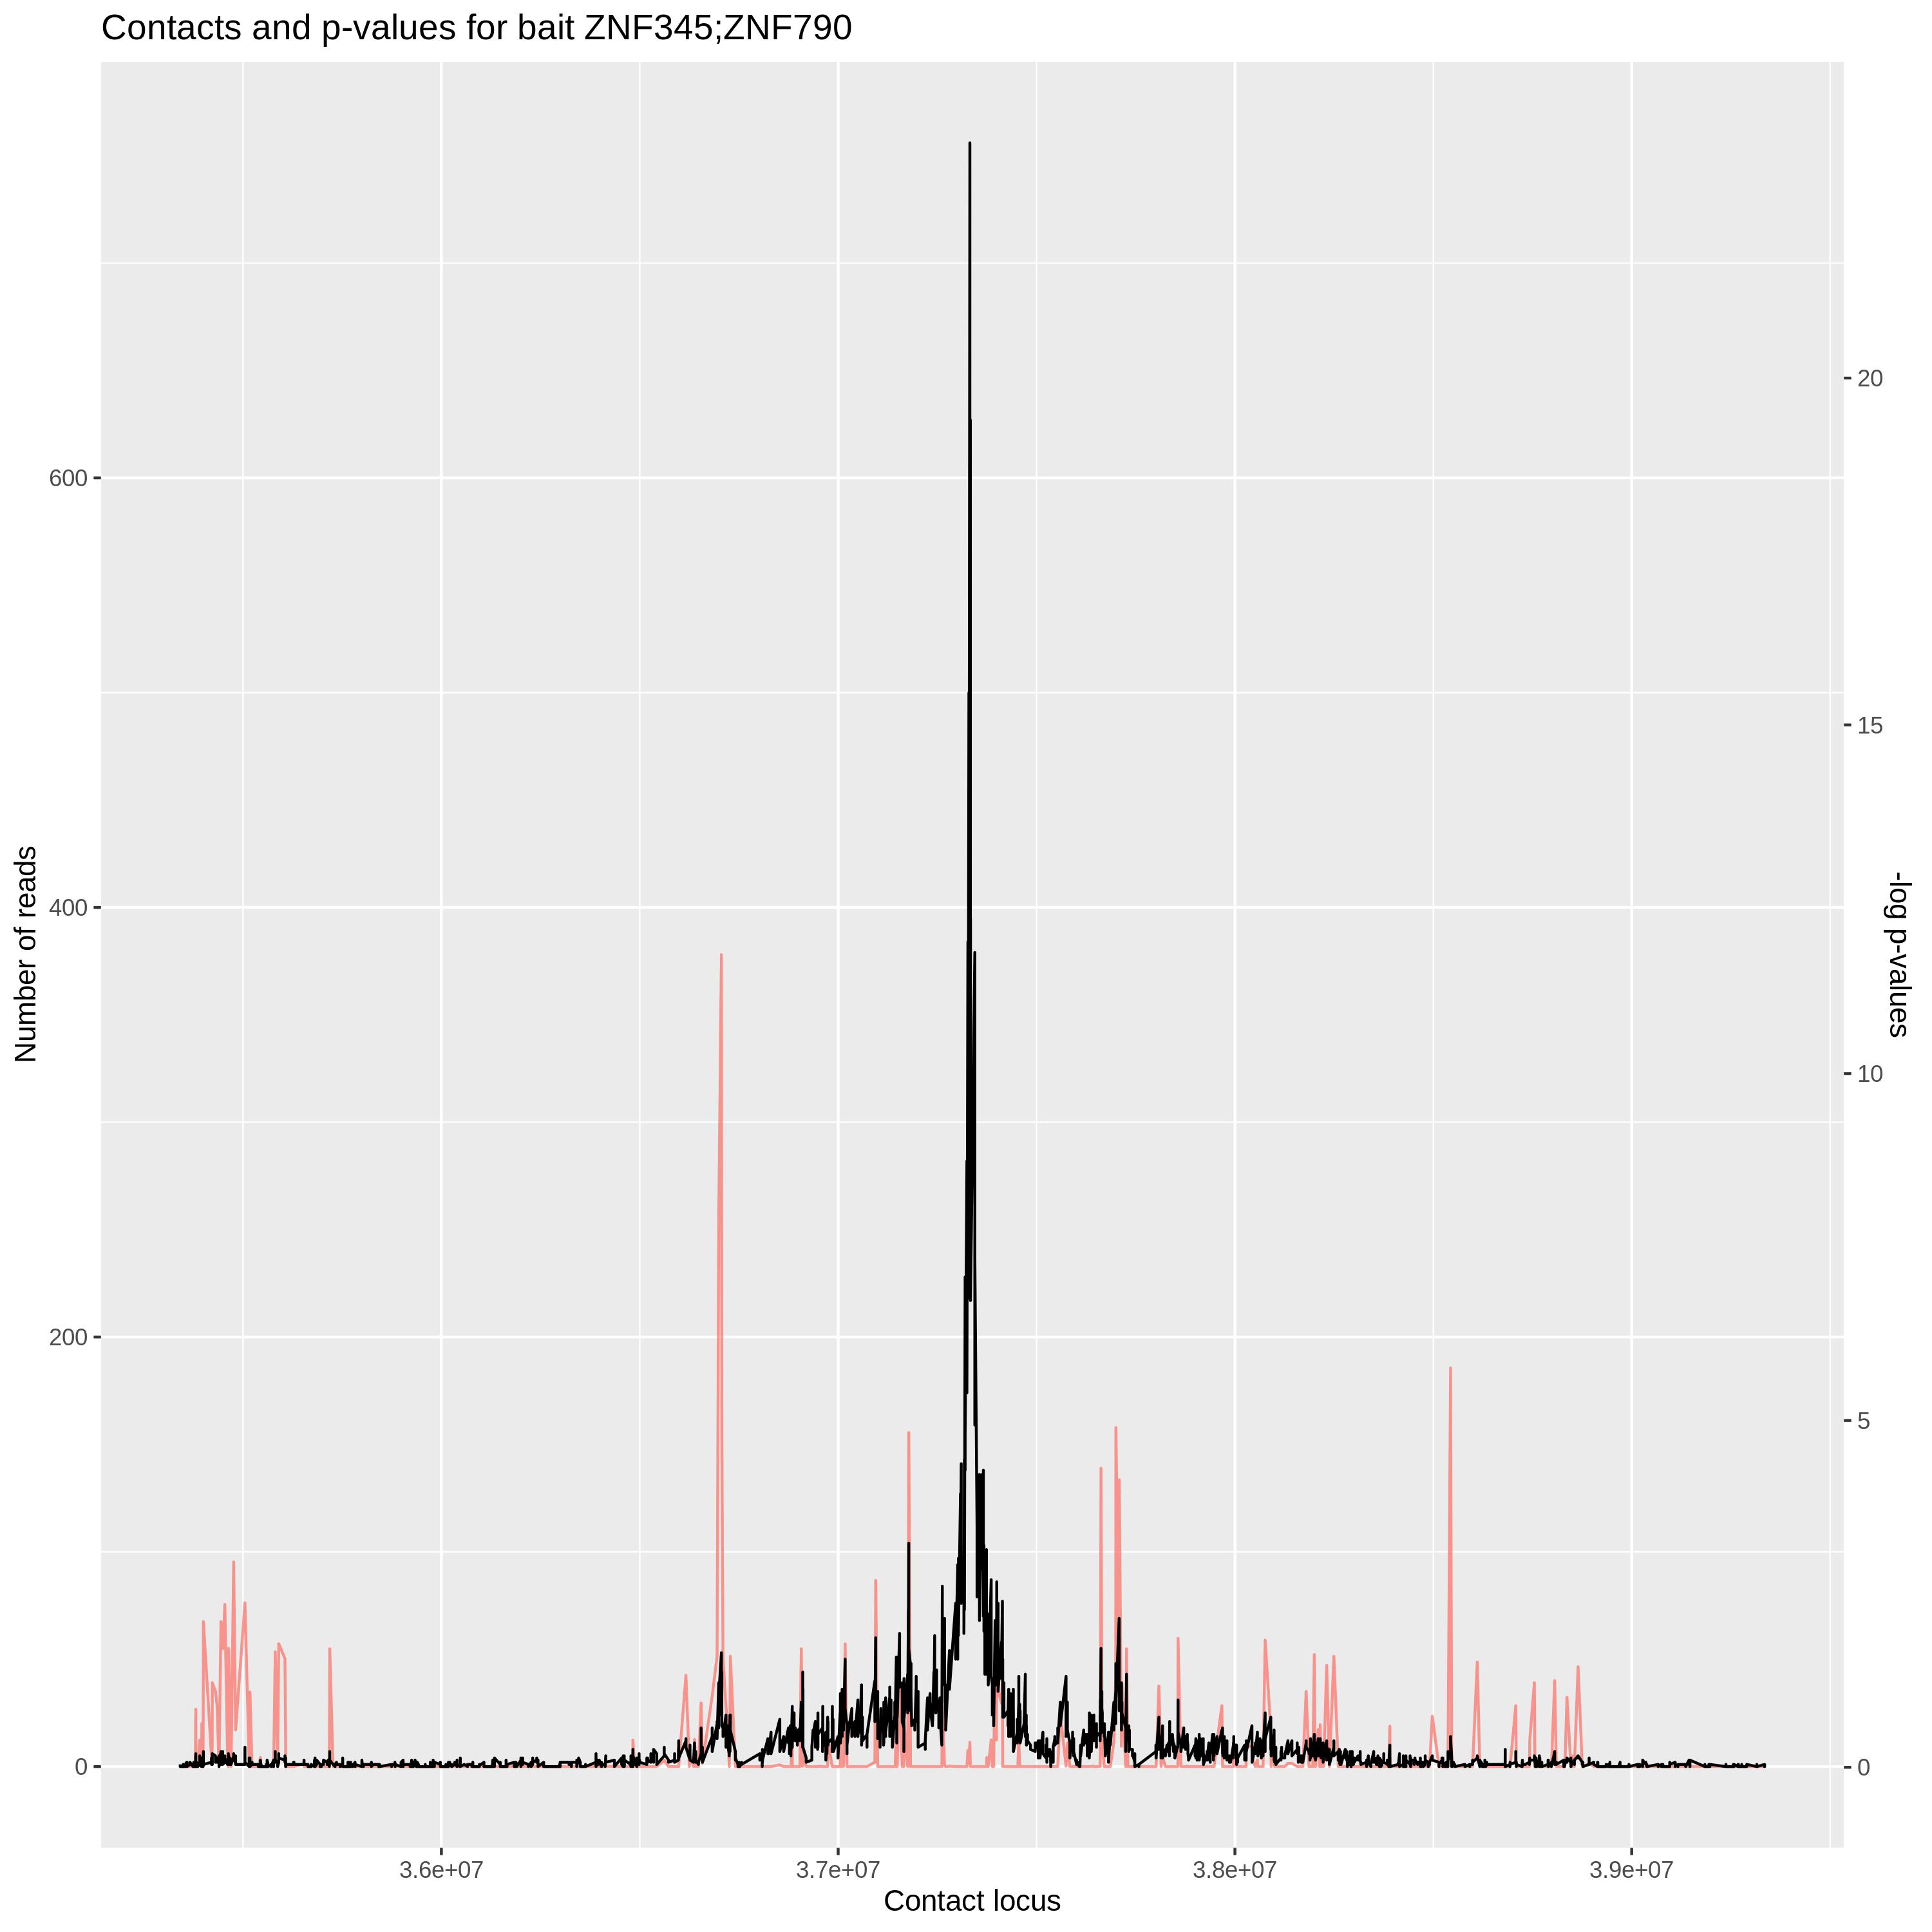 Contacts and p-values for bait ZNF345;ZNF790
Number of reads
600
400
200
0
20
15
10
5
0
-log p-values
3.6e+07
3.7e+07
3.8e+07
3.9e+07
Contact locus